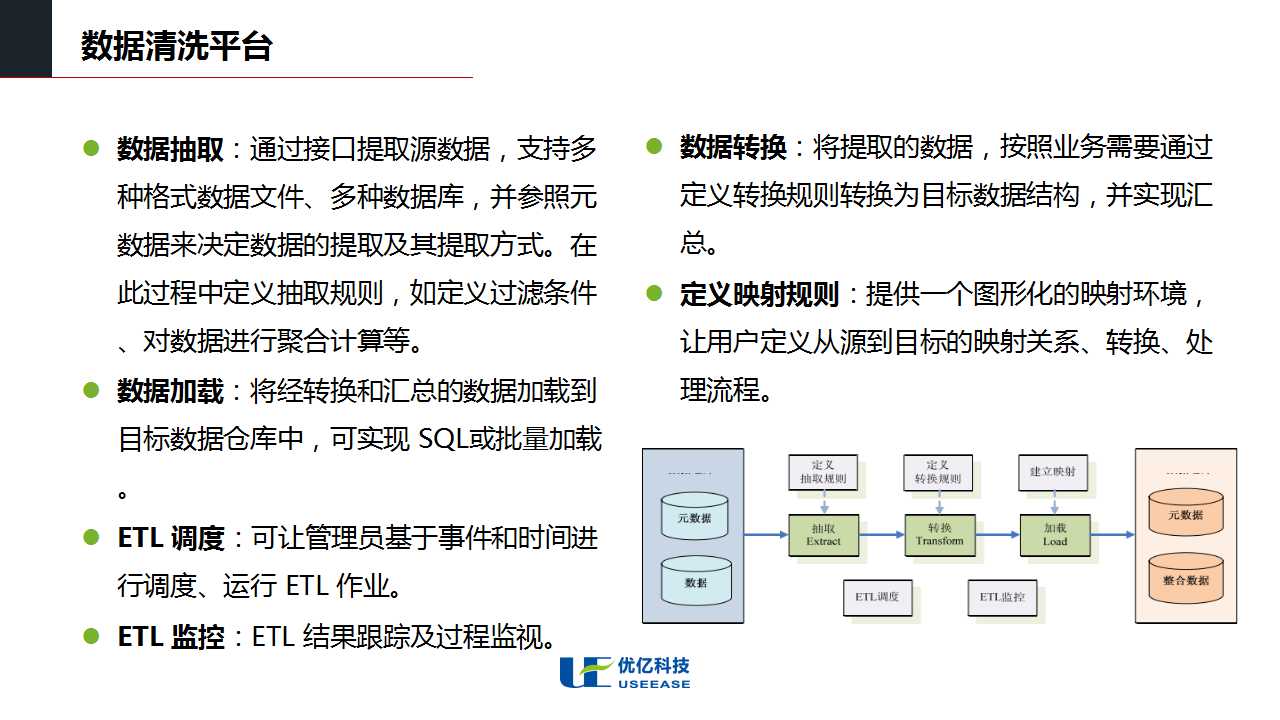 数据清洗平台
数据抽取：通过接口提取源数据，支持多
种格式数据文件、多种数据库，并参照元
数据来决定数据的提取及其提取方式。在
此过程中定义抽取规则，如定义过滤条件
、对数据进行聚合计算等。
数据加载：将经转换和汇总的数据加载到
目标数据仓库中，可实现 SQL或批量加载
。
ETL 调度：可让管理员基于事件和时间进
行调度、运行 ETL 作业。
ETL 监控：ETL 结果跟踪及过程监视。
数据转换：将提取的数据，按照业务需要通过
定义转换规则转换为目标数据结构，并实现汇
总。
定义映射规则：提供一个图形化的映射环境，
让用户定义从源到目标的映射关系、转换、处
理流程。
元数据
数据
定义
抽取规则
定义
转换规则
建立映射
抽取
Extract
转换
Transform
加载
Load
ETL调度
ETL监控
元数据
整合数据
优亿科技
USEEASE